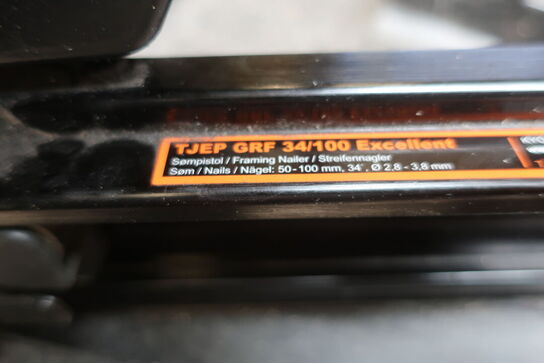 TJEP GRF 34/100 Excellent
Sømpistol / Framing Nailer / Streifennagler
Søm / Nails / Nägel: 50-100 mm, 34°, Ø 2,8 - 3,8 mm